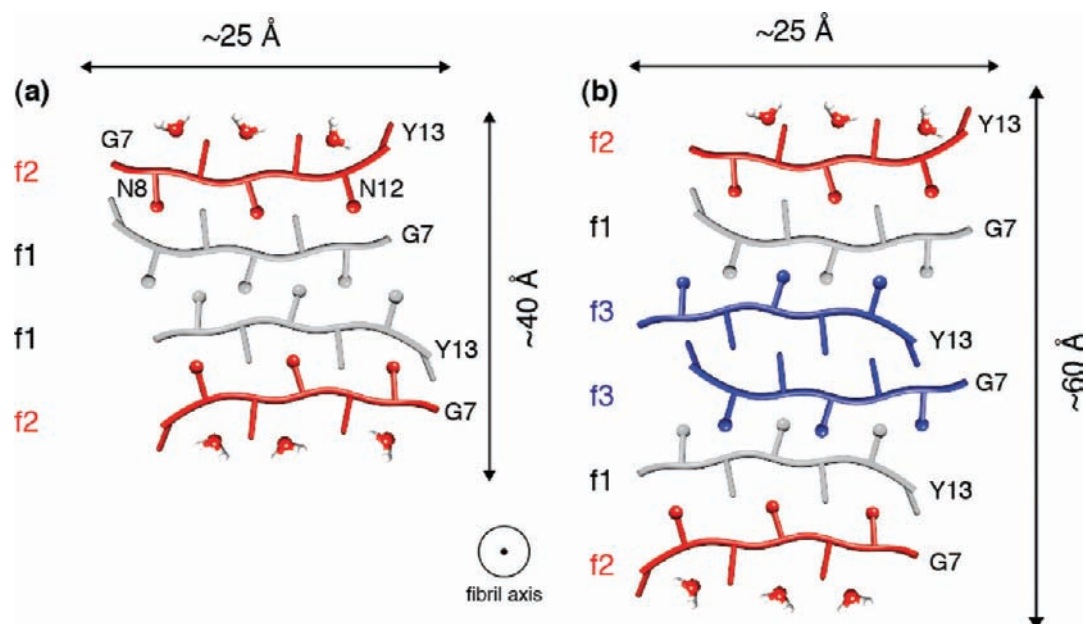 ~25 Å
(a)
G7
Y13
f2
N8
N12
f1
G7
f1
Y13
f2
G7
~40 Å
fibril axis
~25 Å
(b)
Y13
f2
f1
G7
f3
Y13
f3
G7
f1
Y13
f2
G7
~60 Å